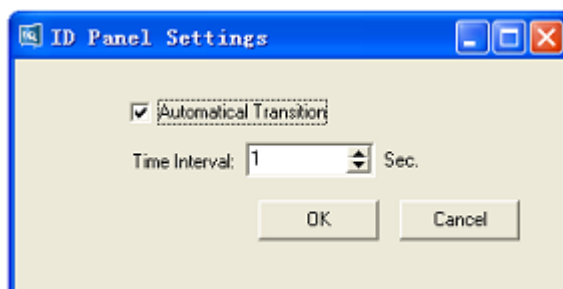 ID Panel Settings
Automatical Transition
Time Interval: 1 Sec.
OK Cancel